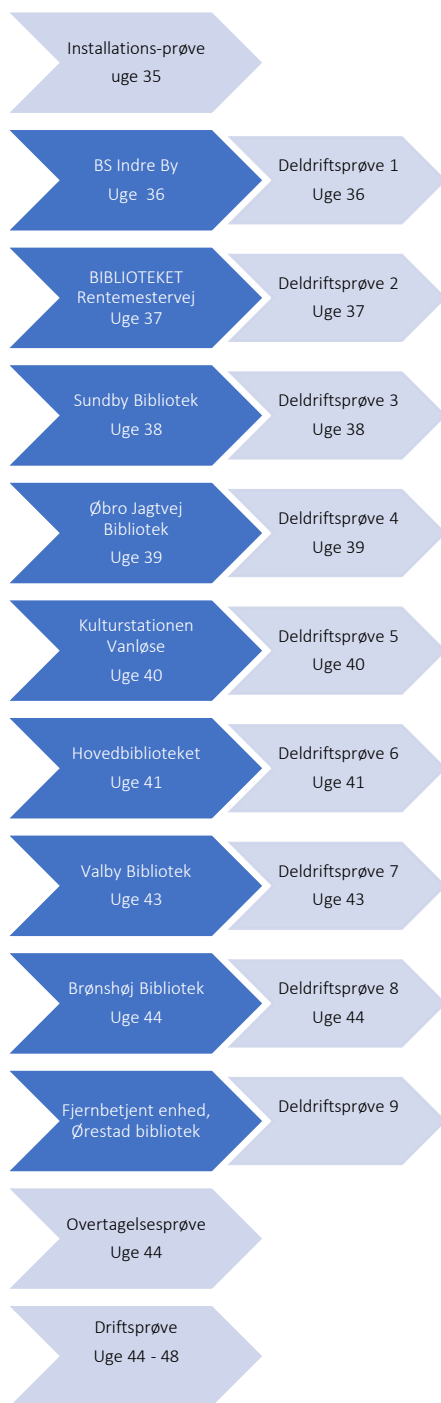 Installations-prøve
uge 35
BS Indre By
Uge 36
Deldriftsprøve 1
Uge 36
BIBLIOTEKET
Rentemestervej
Uge 37
Deldriftsprøve 2
Uge 37
Sundby Bibliotek
Uge 38
Deldriftsprøve 3
Uge 38
Øbro Jagtvej
Bibliotek
Uge 39
Deldriftsprøve 4
Uge 39
Kulturstationen
Vanløse
Uge 40
Deldriftsprøve 5
Uge 40
Hovedbiblioteket
Uge 41
Deldriftsprøve 6
Uge 41
Valby Bibliotek
Uge 43
Deldriftsprøve 7
Uge 43
Brønshøj Bibliotek
Uge 44
Deldriftsprøve 8
Uge 44
Fjernbetjent enhed,
Ørestad bibliotek
Deldriftsprøve 9
Overtagelsesprøve
Uge 44
Driftsprøve
Uge 44 - 48